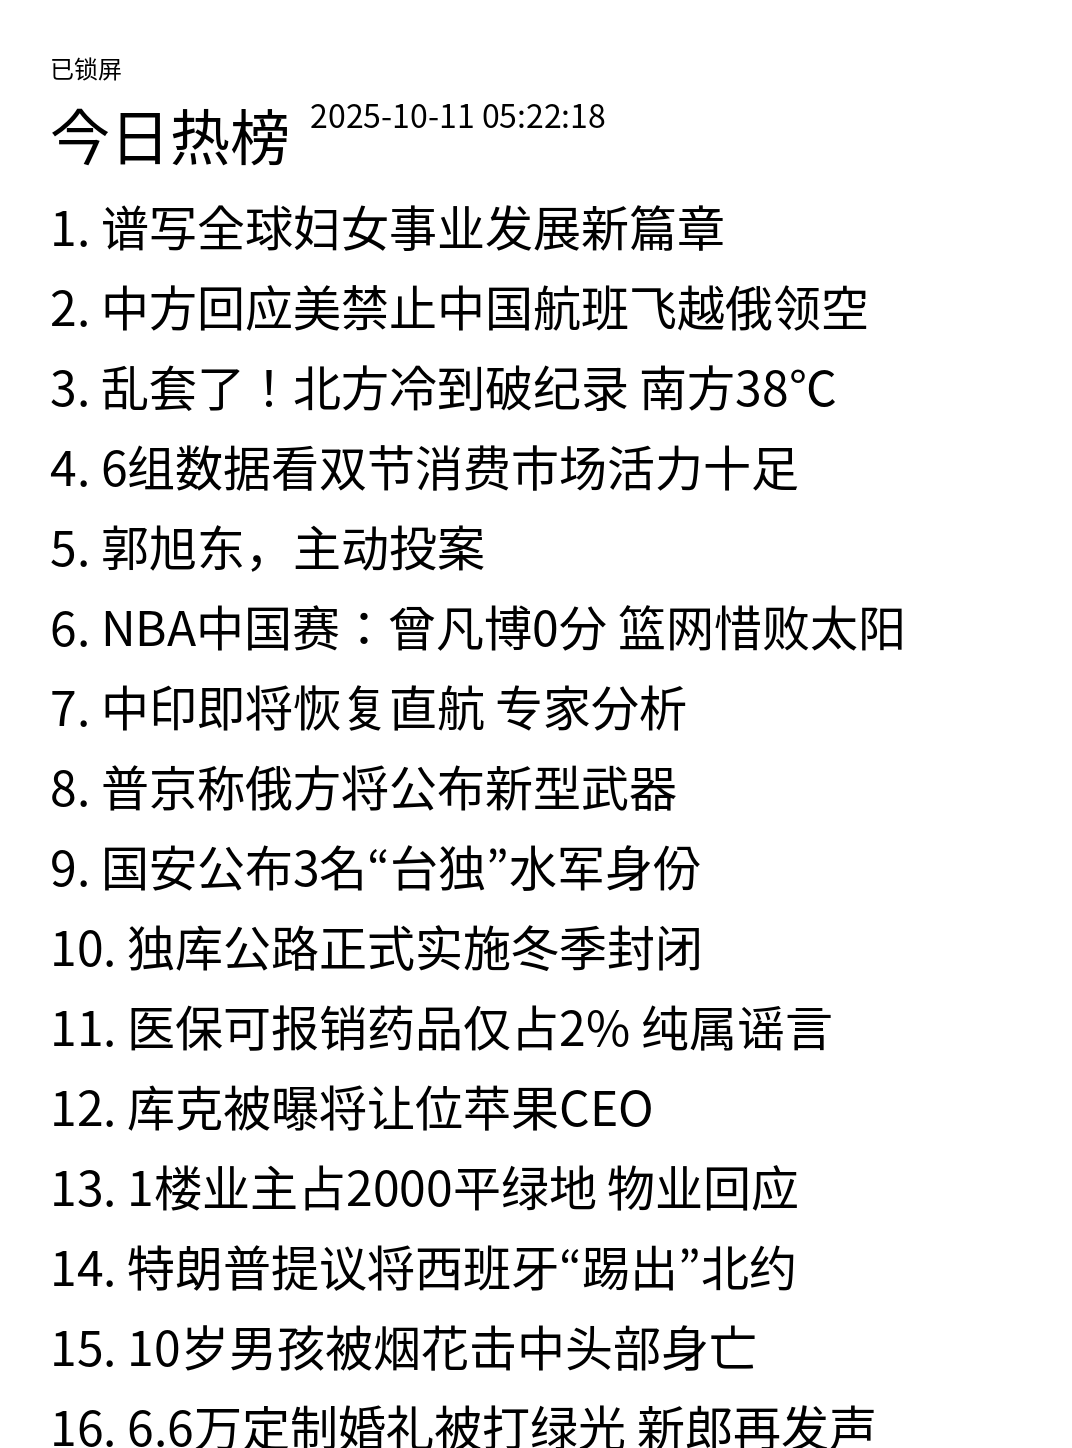 已锁屏
今日热榜 2025-10-11 05:22:18
1. 谱写全球妇女事业发展新篇章
2. 中方回应美禁止中国航班飞越俄领空
3. 乱套了！北方冷到破纪录 南方38℃
4. 6组数据看双节消费市场活力十足
5. 郭旭东，主动投案
6. NBA中国赛：曾凡博0分 篮网惜败太阳
7. 中印即将恢复直航 专家分析
8. 普京称俄方将公布新型武器
9. 国安公布3名“台独”水军身份
10. 独库公路正式实施冬季封闭
11. 医保可报销药品仅占2% 纯属谣言
12. 库克被曝将让位苹果CEO
13. 1楼业主占2000平绿地 物业回应
14. 特朗普提议将西班牙“踢出”北约
15. 10岁男孩被烟花击中头部身亡
16. 6.6万定制婚礼被打绿光 新郎再发声